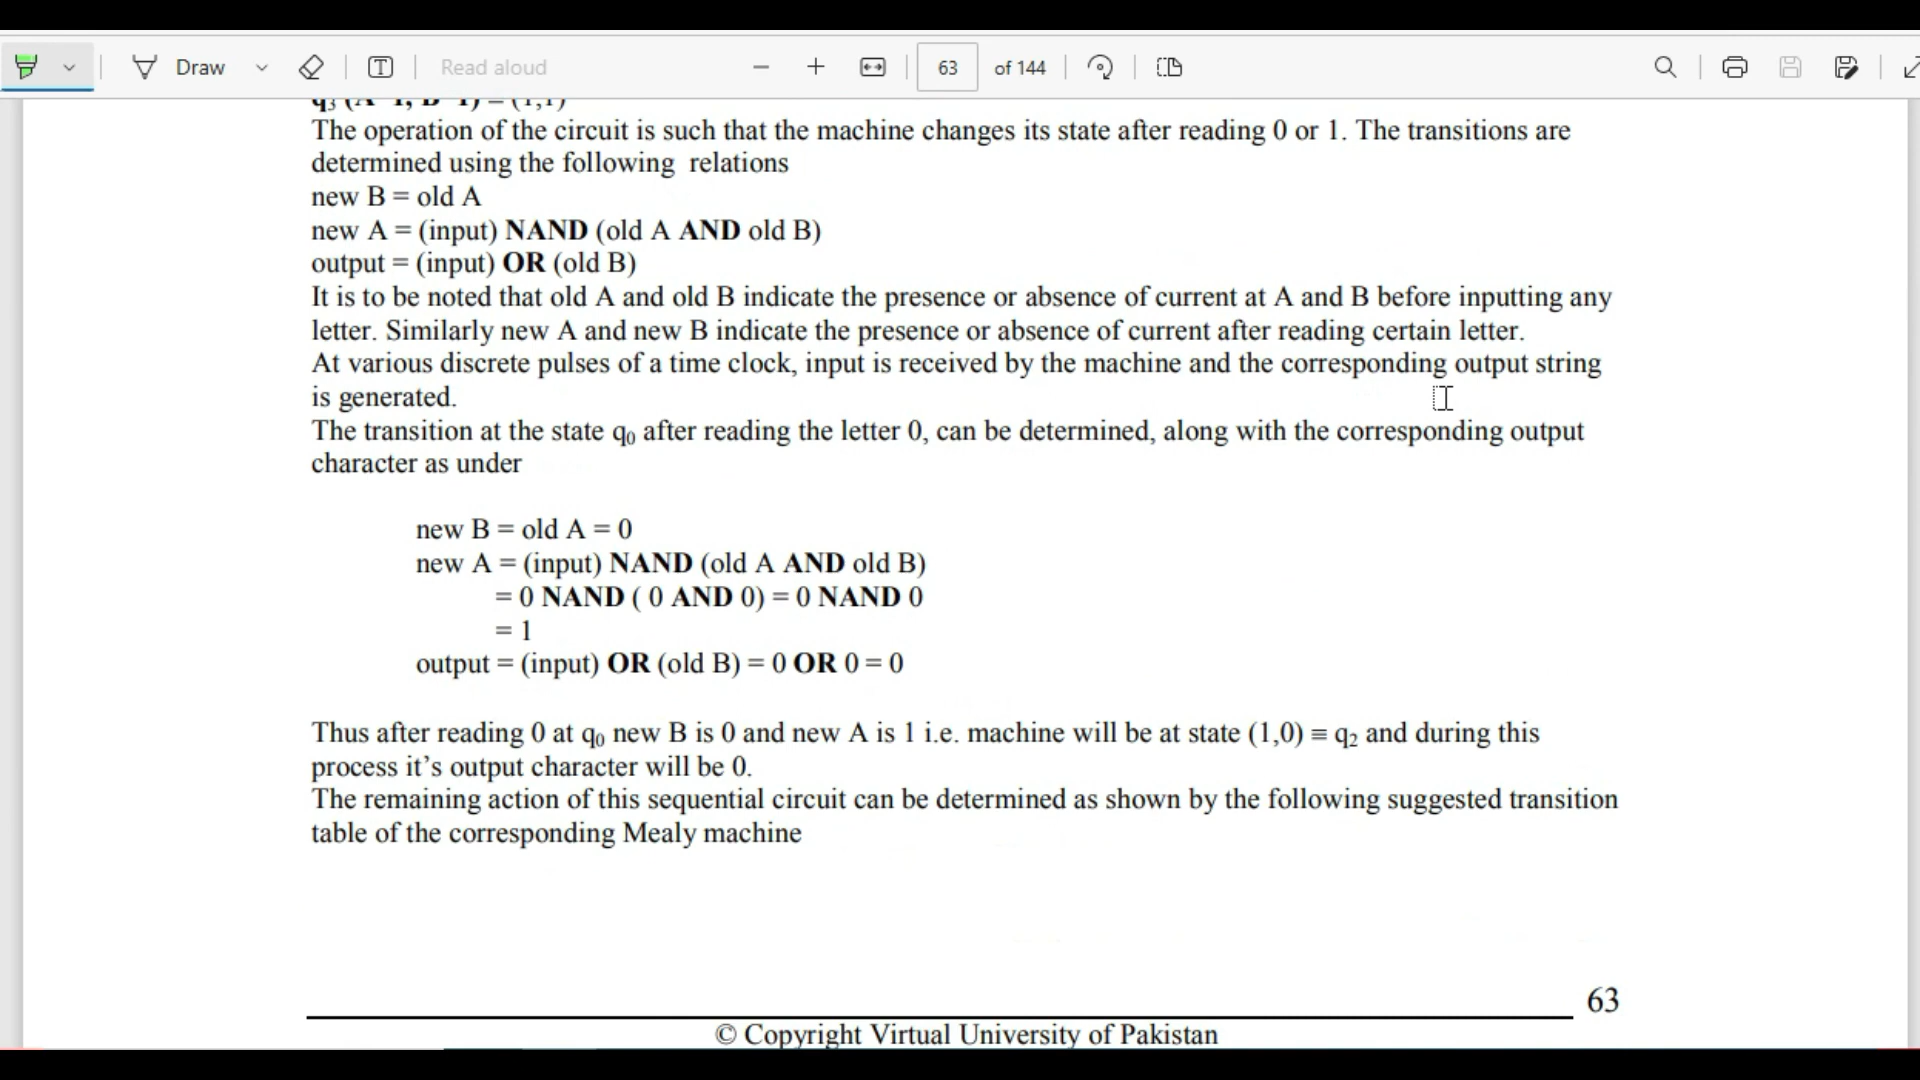 Draw
Read aloud
63
of 144
q3 (A=1, B=1) = (1,1)
The operation of the circuit is such that the machine changes its state after reading 0 or 1. The transitions are
determined using the following relations
new B = old A
new A = (input) NAND (old A AND old B)
output = (input) OR (old B)
It is to be noted that old A and old B indicate the presence or absence of current at A and B before inputting any
letter. Similarly new A and new B indicate the presence or absence of current after reading certain letter.
At various discrete pulses of a time clock, input is received by the machine and the corresponding output string
is generated.
The transition at the state q0 after reading the letter 0, can be determined, along with the corresponding output
character as under
new B = old A = 0
new A = (input) NAND (old A AND old B)
= 0 NAND ( 0 AND 0) = 0 NAND 0
= 1
output = (input) OR (old B) = 0 OR 0 = 0
Thus after reading 0 at q0 new B is 0 and new A is 1 i.e. machine will be at state (1,0) ≡ q2 and during this
process it’s output character will be 0.
The remaining action of this sequential circuit can be determined as shown by the following suggested transition
table of the corresponding Mealy machine
63
© Copyright Virtual University of Pakistan